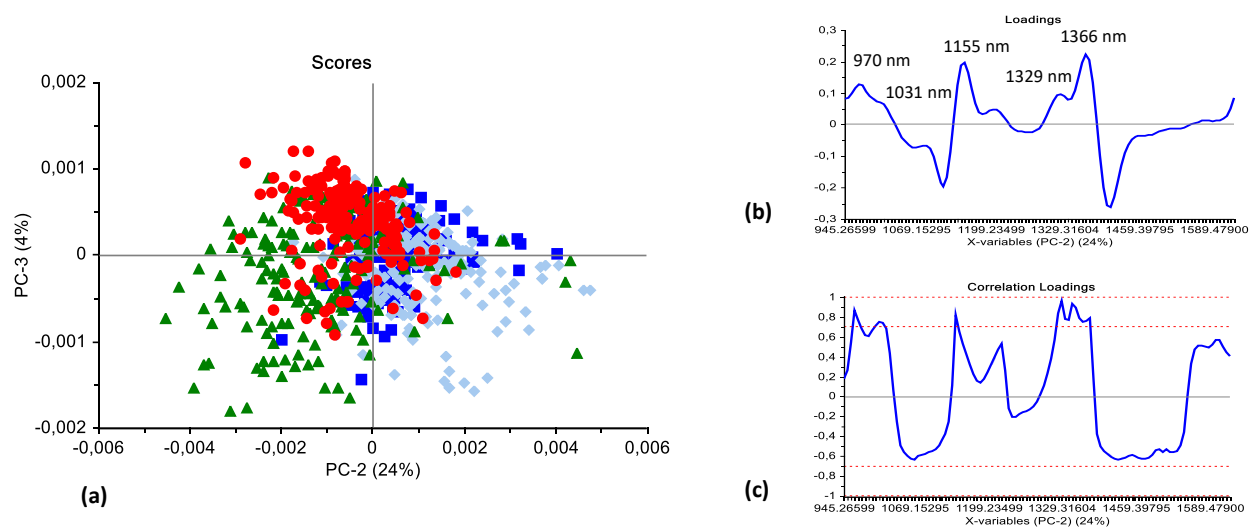 Scores
0,002
0,001
0
-0,001
-0,002
PC-3 (4%)
-0,006
-0,004
-0,002
0
0,002
0,004
0,006
PC-2 (24%)
(a)
Loadings
0,3
0,2
0,1
0
-0,1
-0,2
-0,3
970 nm
1031 nm
1155 nm
1329 nm
1366 nm
945.26599 1069.15295 1199.23499 1329.31604 1459.39795 1589.47900
X-variables (PC-2) (24%)
(b)
Correlation Loadings
1
0,8
0,6
0,4
0,2
0
-0,2
-0,4
-0,6
-0,8
-1
945.26599 1069.15295 1199.23499 1329.31604 1459.39795 1589.47900
X-variables (PC-2) (24%)
(c)